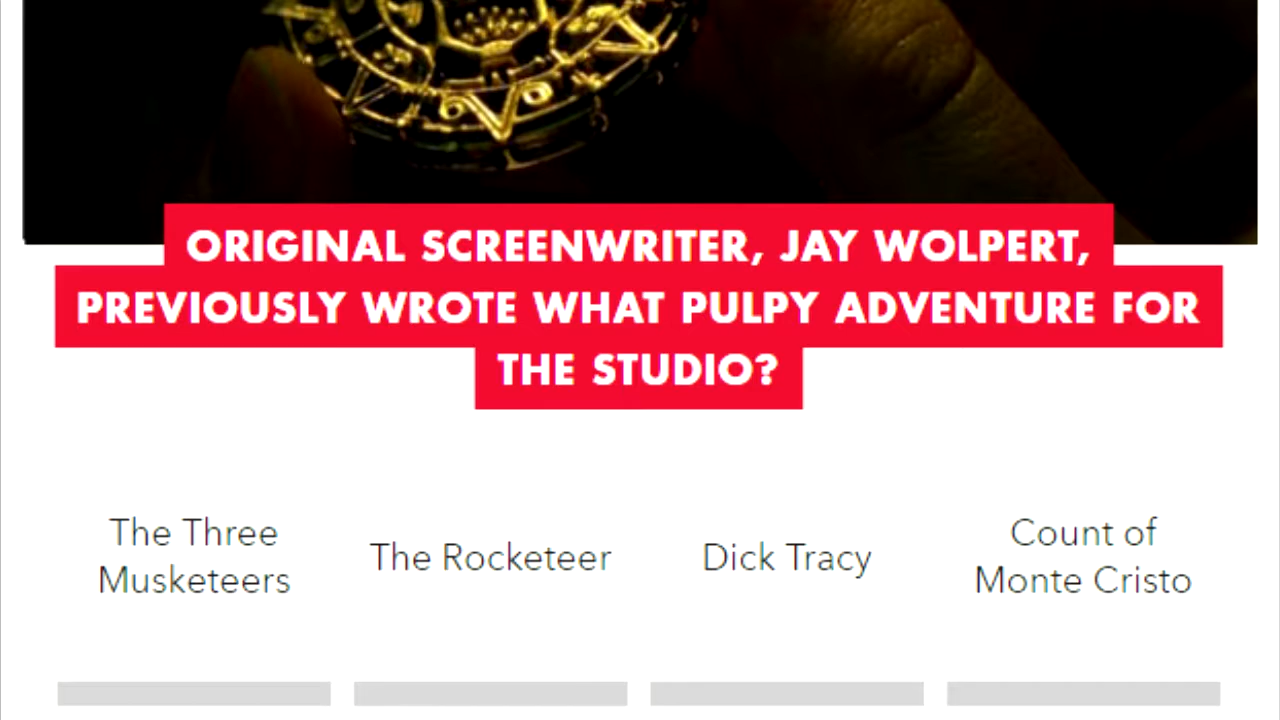 ORIGINAL SCREENWRITER, JAY WOLPERT,
PREVIOUSLY WROTE WHAT PULPY ADVENTURE FOR
THE STUDIO?
The Three
Musketeers
The Rocketeer
Dick Tracy
Count of
Monte Cristo